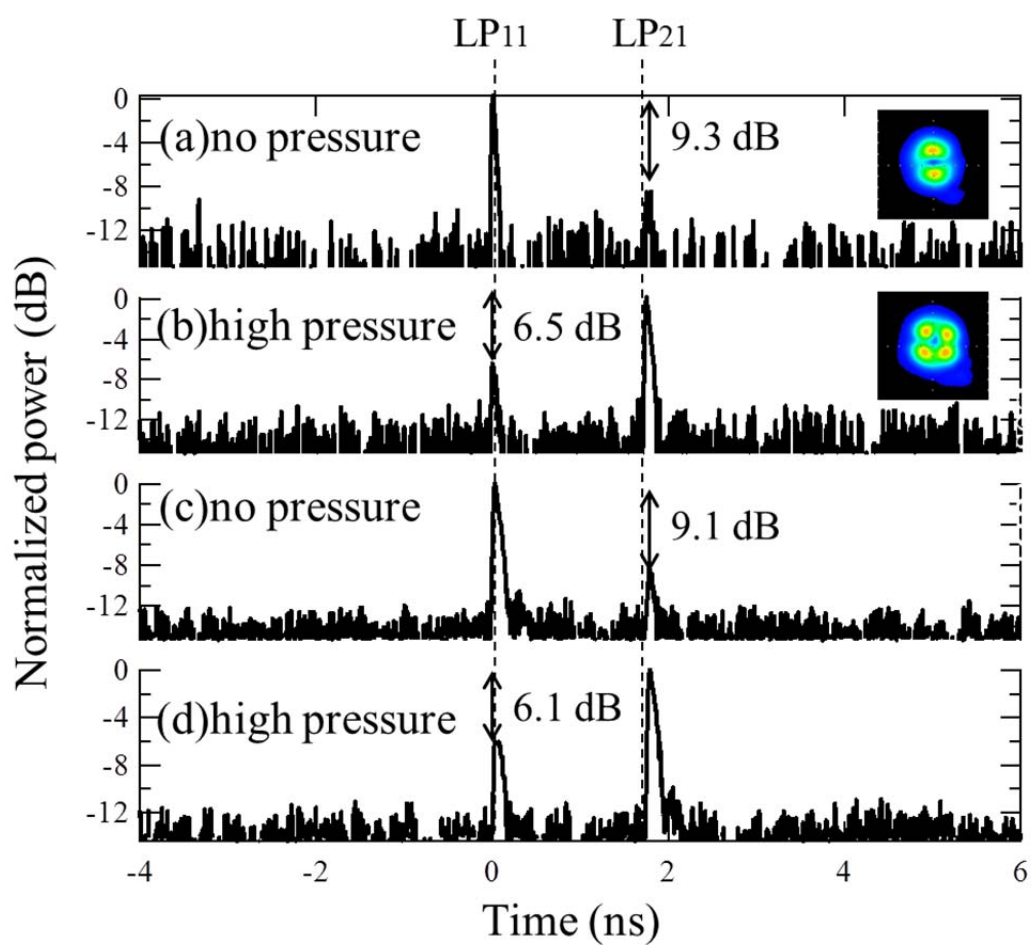 LP11 LP21
0
-4
-8
-12
(a)no pressure
9.3 dB
0
-4
-8
-12
(b)high pressure
6.5 dB
0
-4
-8
-12
(c)no pressure
9.1 dB
0
-4
-8
-12
(d)high pressure
6.1 dB
-4 -2 0 2 4 6
Time (ns)
Normalized power (dB)